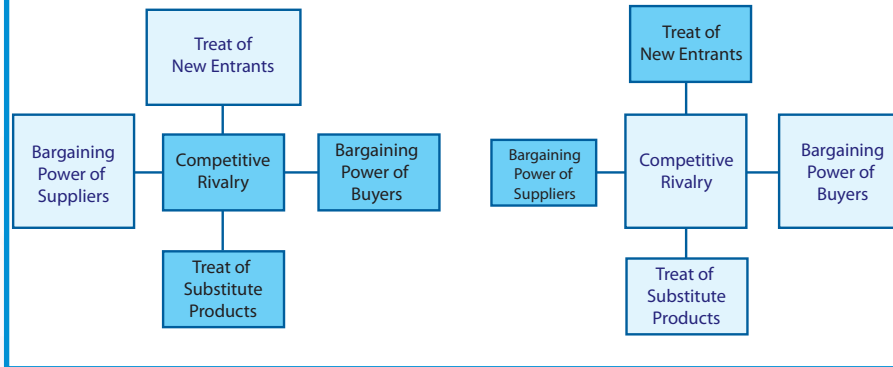 Treat of
New Entrants
Bargaining
Power of
Suppliers
Competitive
Rivalry
Bargaining
Power of
Buyers
Treat of
Substitute
Products
Treat of
New Entrants
Bargaining
Power of
Suppliers
Competitive
Rivalry
Bargaining
Power of
Buyers
Treat of
Substitute
Products